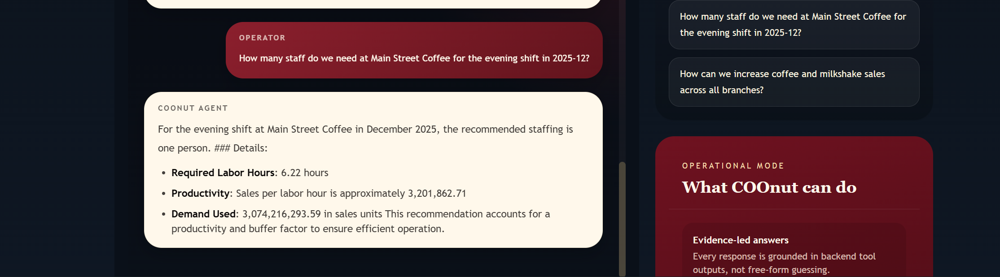 OPERATOR
How many staff do we need at Main Street Coffee for the evening shift in 2025-12?
COONUT AGENT
For the evening shift at Main Street Coffee in December 2025, the recommended staffing is
one person. ### Details:
• Required Labor Hours: 6.22 hours
• Productivity: Sales per labor hour is approximately 3,201,862.71
• Demand Used: 3,074,216,293.59 in sales units This recommendation accounts for a
productivity and buffer factor to ensure efficient operation.
How many staff do we need at Main Street Coffee for
the evening shift in 2025-12?
How can we increase coffee and milkshake sales
across all branches?
OPERATIONAL MODE
What COOnut can do
Evidence-led answers
Every response is grounded in backend tool
outputs, not free-form guessing.